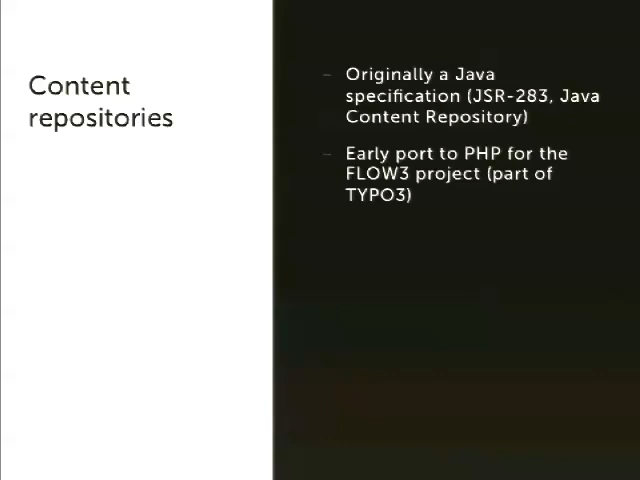 Content
repositories
– Originally a Java
specification (JSR-283, Java
Content Repository)
– Early port to PHP for the
FLOW3 project (part of
TYPO3)